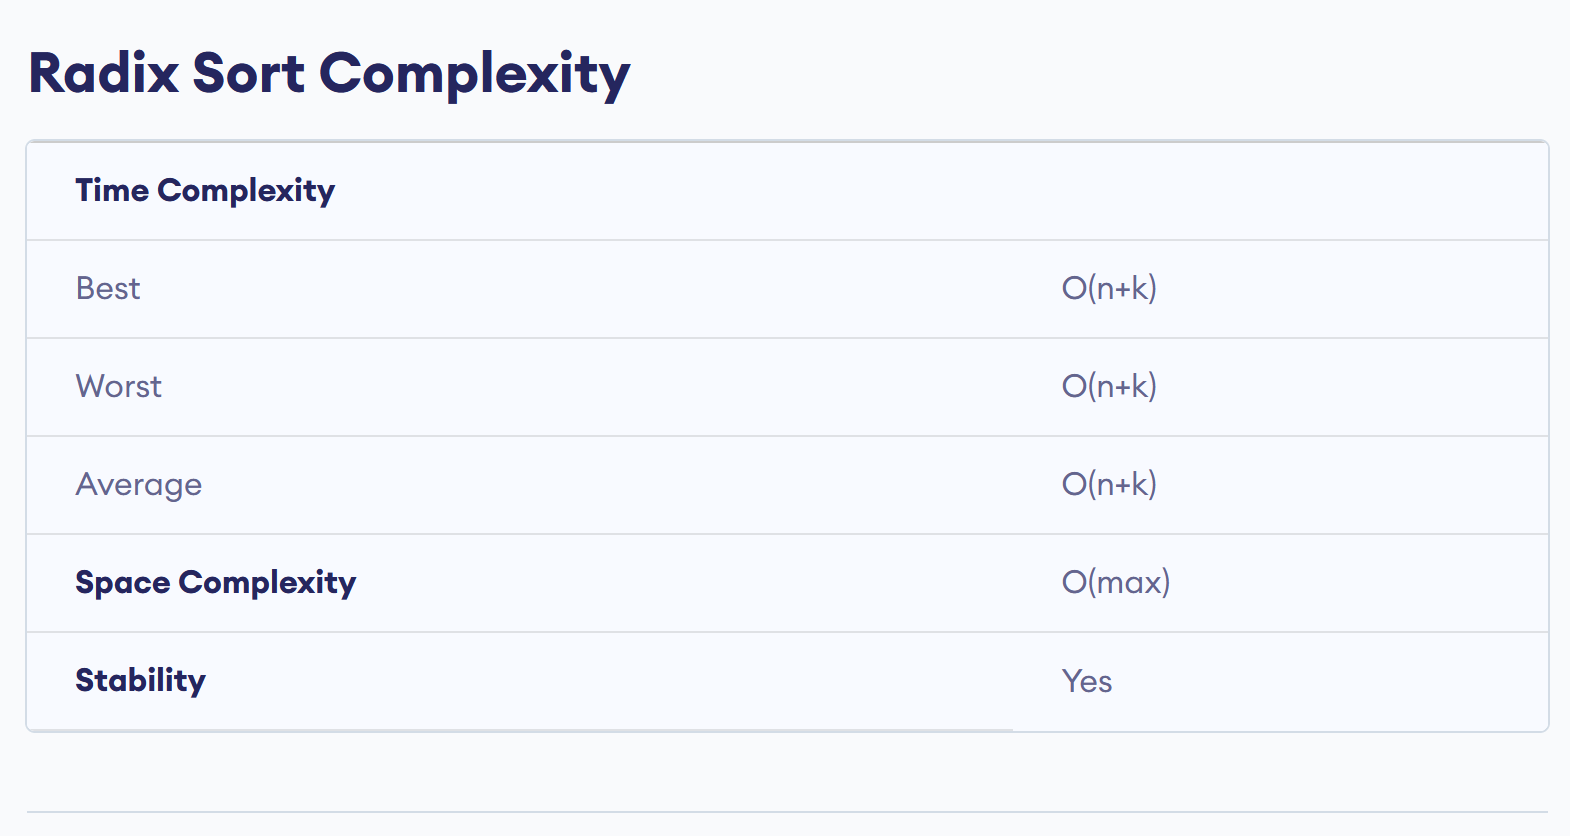 Radix Sort Complexity
Time Complexity
Best O(n+k)
Worst O(n+k)
Average O(n+k)
Space Complexity O(max)
Stability Yes